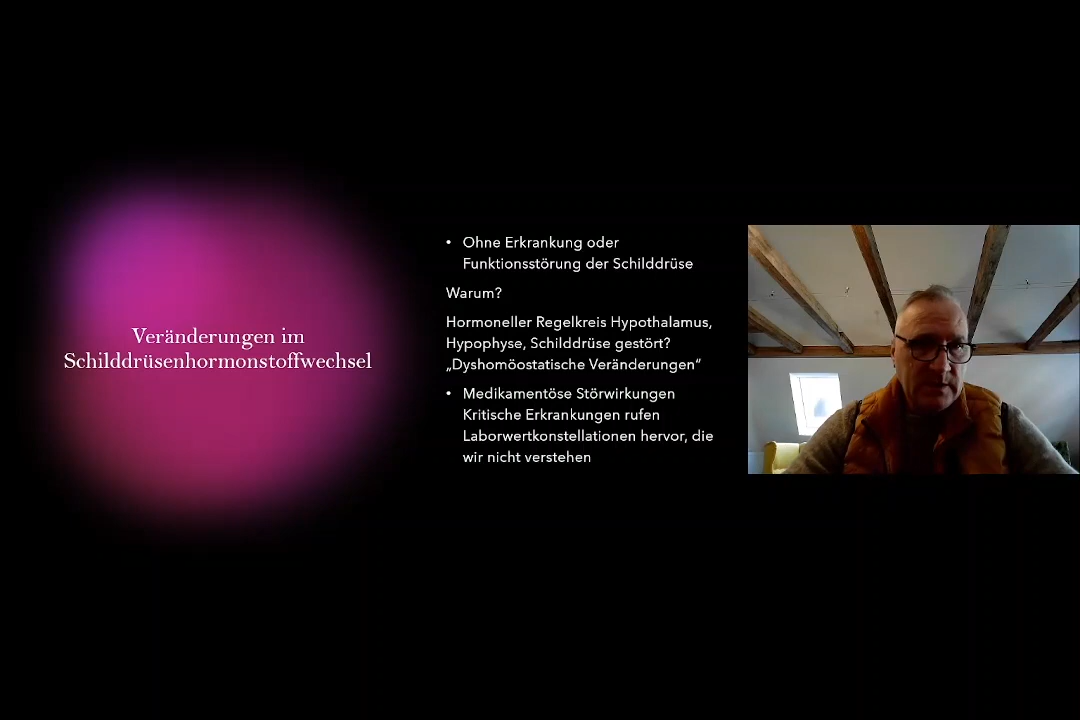 Veränderungen im
Schilddrüsenhormonstoffwechsel
• Ohne Erkrankung oder
Funktionsstörung der Schilddrüse
Warum?
Hormoneller Regelkreis Hypothalamus,
Hypophyse, Schilddrüse gestört?
„Dyshomöostatische Veränderungen“
• Medikamentöse Störwirkungen
Kritische Erkrankungen rufen
Laborwertkonstellationen hervor, die
wir nicht verstehen